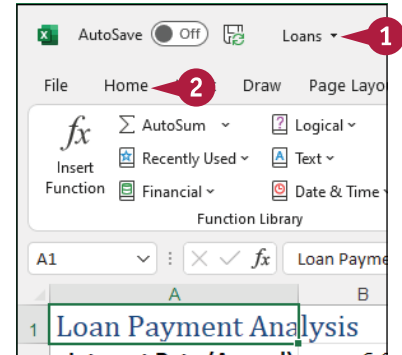 AutoSave Off Loans 1
File Home 2 Draw Page Layou
fx Insert Function
AutoSum Logical
Recently Used Text
Financial Date & Time
Function Library
A1 fx Loan Payme
A B
1 Loan Payment Analysis